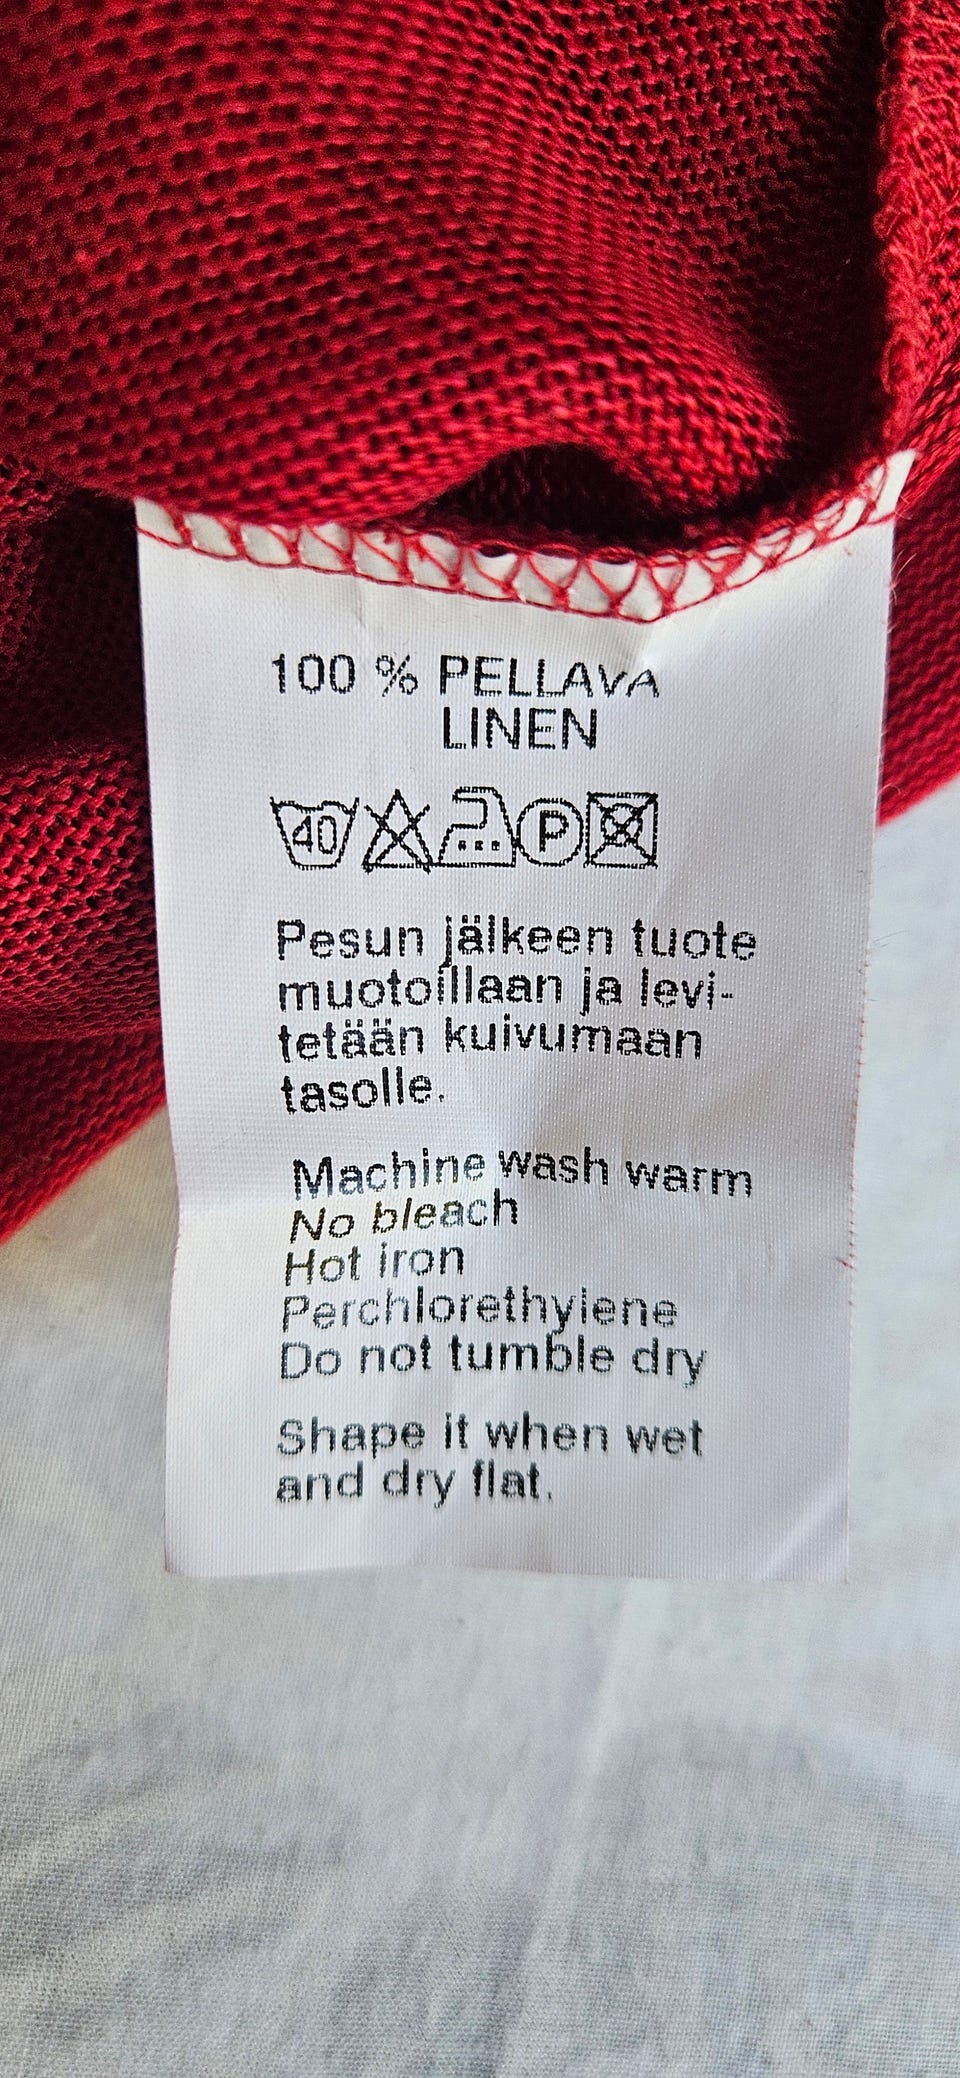 100 % PELLAVA
LINEN
40 P
Pesun jälkeen tuote
muotoillaan ja levi-
tetään kuivumaan
tasolle.
Machine wash warm
No bleach
Hot iron
Perchlorethylene
Do not tumble dry
Shape it when wet
and dry flat.